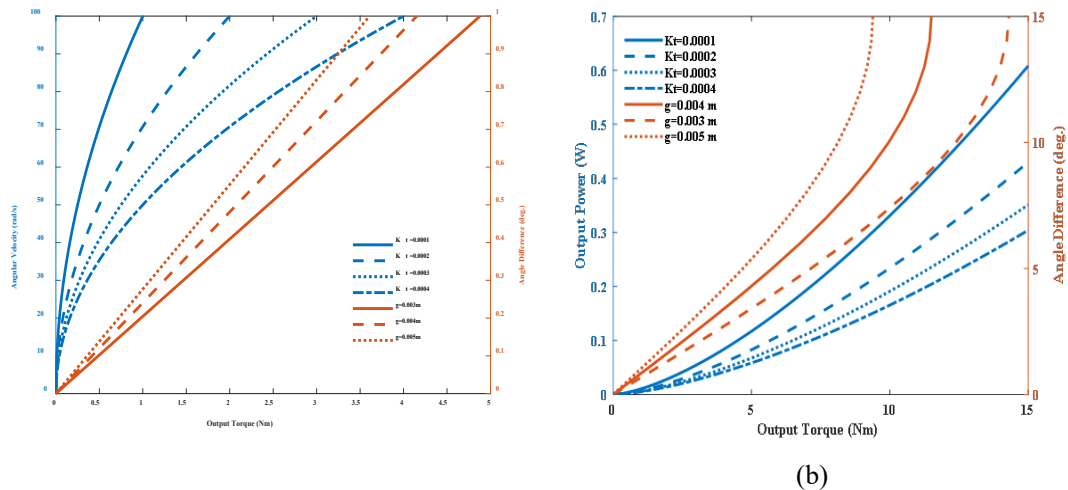 100
90
80
70
60
50
40
30
20
10
0
Angular Velocity (rad/s)
0
0.5
1
1.5
2
2.5
3
3.5
4
4.5
5
Output Torque (Nm)
1
0.9
0.8
0.7
0.6
0.5
0.4
0.3
0.2
0.1
0
Angle Difference (deg.)
K t =0.0001
K t =0.0002
K t =0.0003
K t =0.0004
g=0.003m
g=0.004m
g=0.005m
0.7
0.6
0.5
0.4
0.3
0.2
0.1
0
Output Power (W)
Kt=0.0001
Kt=0.0002
Kt=0.0003
Kt=0.0004
g=0.004 m
g=0.003 m
g=0.005 m
0
5
10
15
Output Torque (Nm)
15
10
5
0
Angle Difference (deg.)
(b)